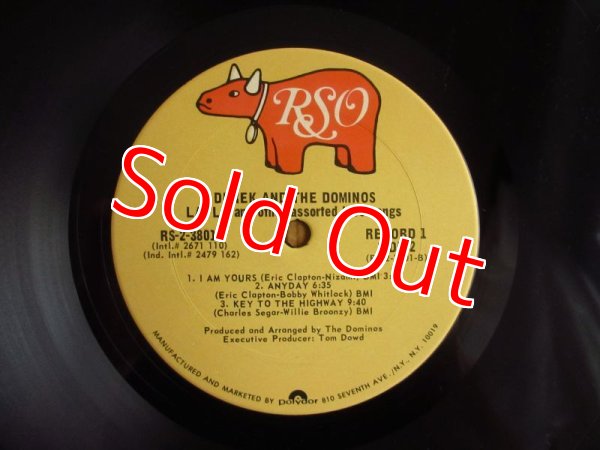 RSO
Sold Out
AND THE DOMINOS
assorted
RS-2-3801
(Intl.# 2671 110)
(Ind. Intl.# 2479 162)
RECORD 1
1. I AM YOURS (Eric Clapton-Nizami) BMI
2. ANYDAY 6:35
(Eric Clapton-Bobby Whitlock) BMI
3. KEY TO THE HIGHWAY 9:40
(Charles Segar-Willie Broonzy) BMI
Produced and Arranged by The Dominos
Executive Producer: Tom Dowd
MANUFACTURED AND MARKETED BY polydor 810 SEVENTH AVE./N.Y., N.Y. 10019